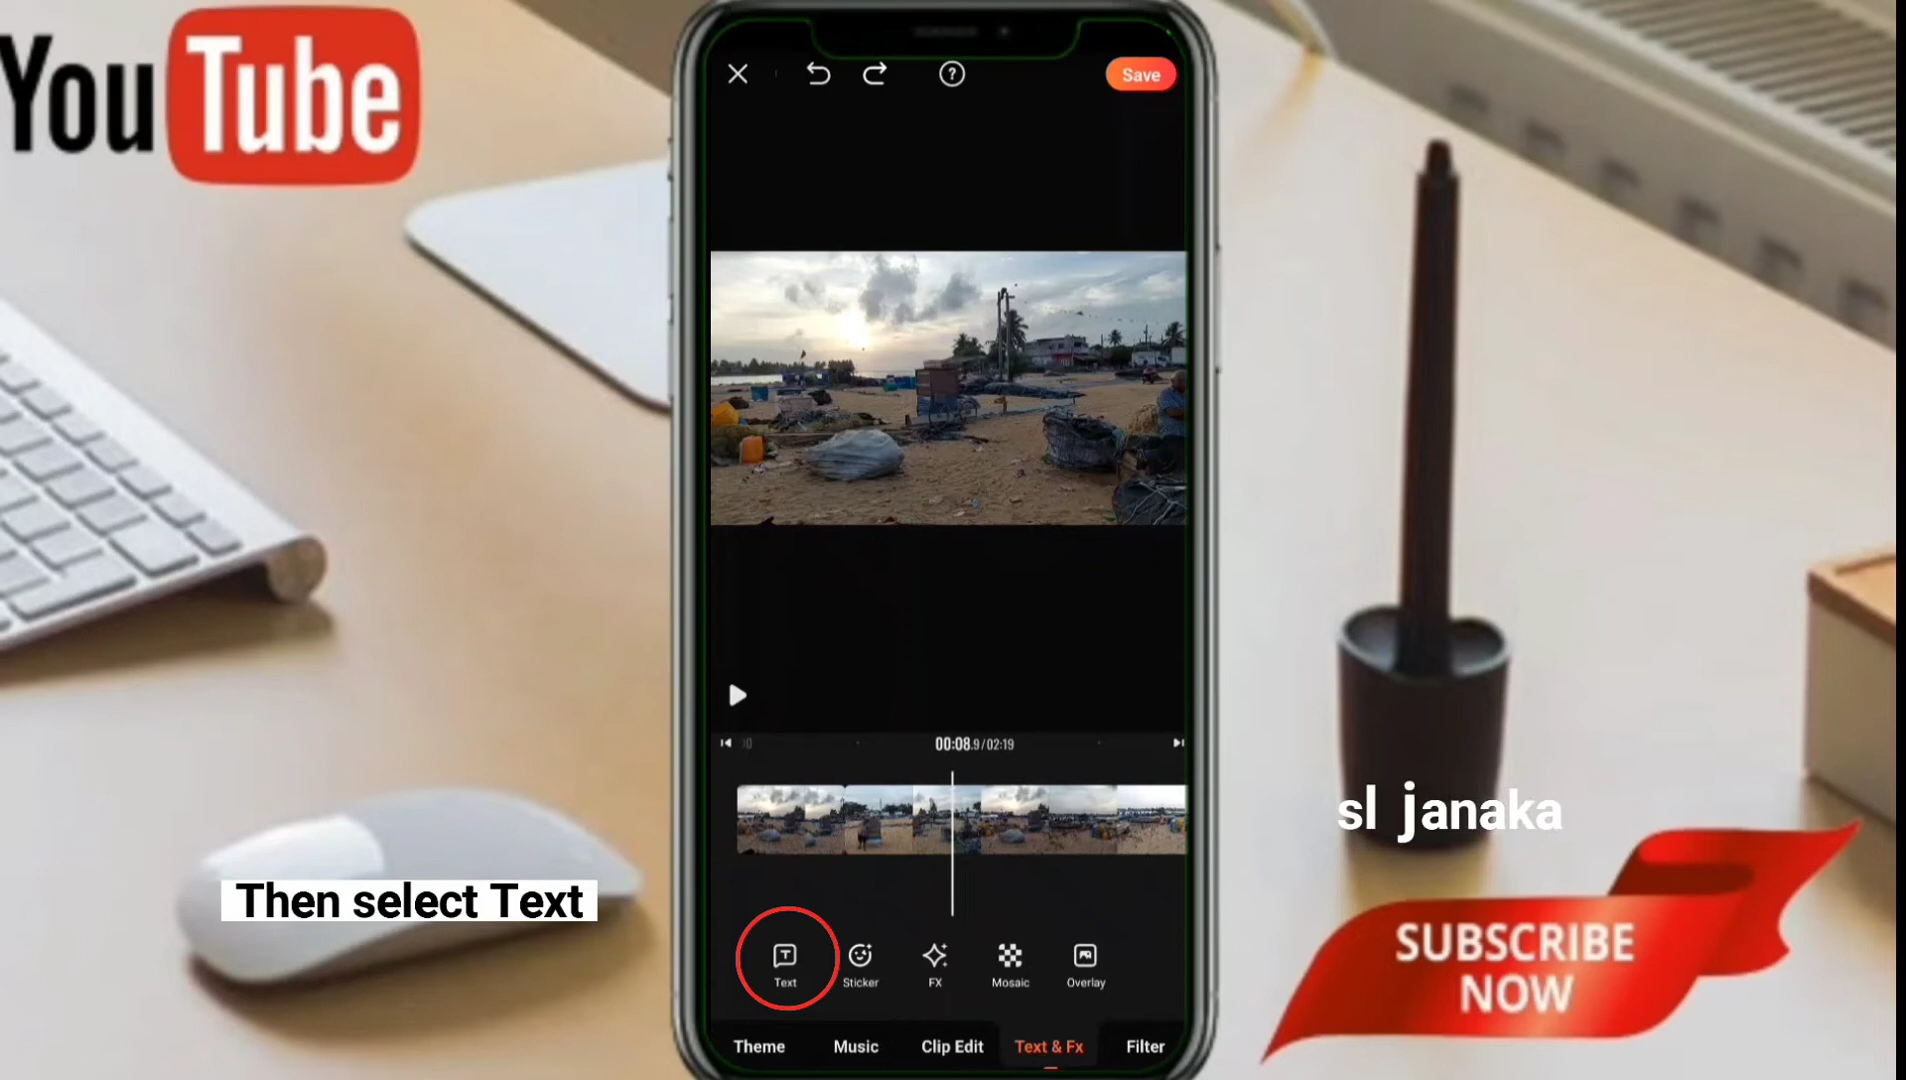 YouTube
Save
00:08.9/02:19
sl janaka
Then select Text
SUBSCRIBE
NOW
Text
Sticker
FX
Mosaic
Overlay
Theme
Music
Clip Edit
Text & Fx
Filter